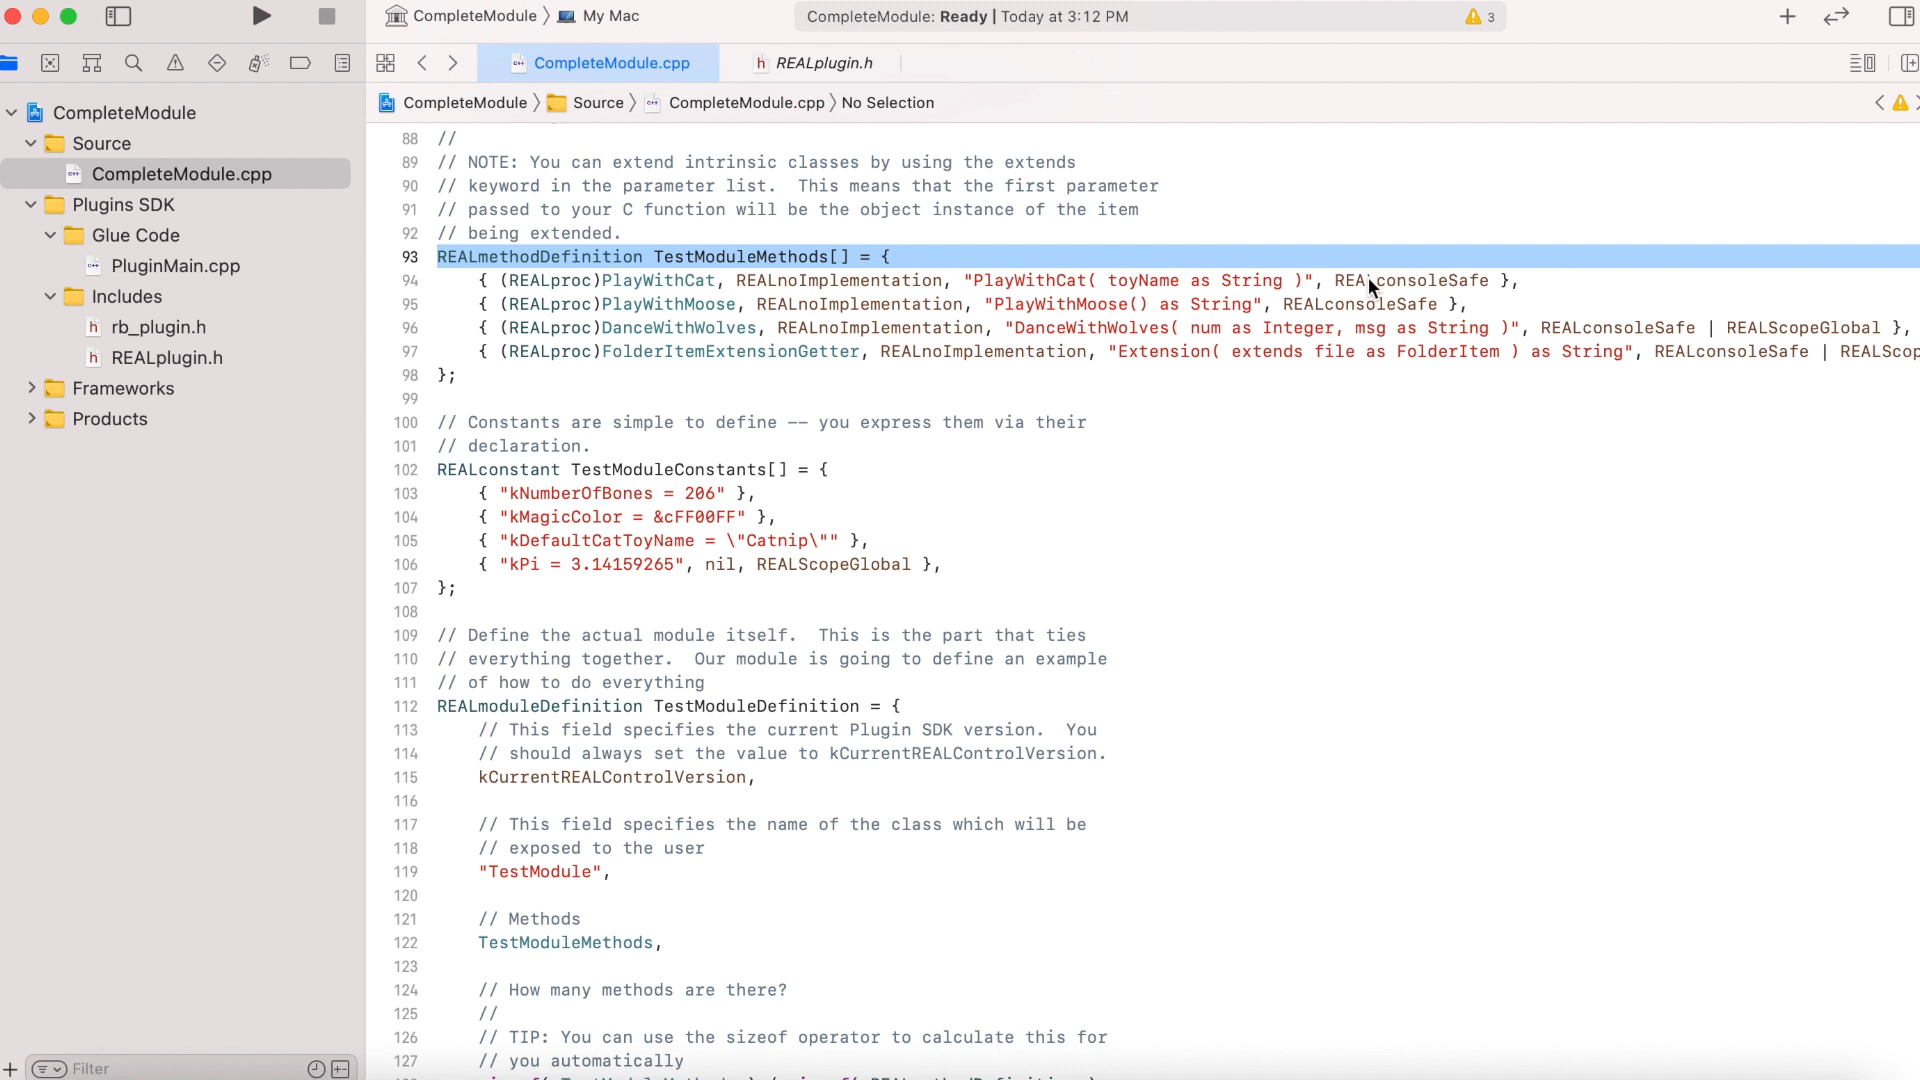 CompleteModule 〉 My Mac
CompleteModule: Ready | Today at 3:12 PM
3
CompleteModule.cpp
h REALplugin.h
CompleteModule 〉 Source 〉 CompleteModule.cpp 〉 No Selection
CompleteModule
Source
CompleteModule.cpp
Plugins SDK
Glue Code
PluginMain.cpp
Includes
h rb_plugin.h
h REALplugin.h
Frameworks
Products
Filter
88 //
89 // NOTE: You can extend intrinsic classes by using the extends
90 // keyword in the parameter list.  This means that the first parameter
91 // passed to your C function will be the object instance of the item
92 // being extended.
93 REALmethodDefinition TestModuleMethods[] = {
94 { (REALproc)PlayWithCat, REALnoImplementation, "PlayWithCat( toyName as String )", REALconsoleSafe },
95 { (REALproc)PlayWithMoose, REALnoImplementation, "PlayWithMoose() as String", REALconsoleSafe },
96 { (REALproc)DanceWithWolves, REALnoImplementation, "DanceWithWolves( num as Integer, msg as String )", REALconsoleSafe | REALScopeGlobal },
97 { (REALproc)FolderItemExtensionGetter, REALnoImplementation, "Extension( extends file as FolderItem ) as String", REALconsoleSafe | REALScop
98 };
99
100 // Constants are simple to define -- you express them via their
101 // declaration.
102 REALconstant TestModuleConstants[] = {
103 { "kNumberOfBones = 206" },
104 { "kMagicColor = &cFF00FF" },
105 { "kDefaultCatToyName = \"Catnip\"" },
106 { "kPi = 3.14159265", nil, REALScopeGlobal },
107 };
108
109 // Define the actual module itself.  This is the part that ties
110 // everything together.  Our module is going to define an example
111 // of how to do everything
112 REALmoduleDefinition TestModuleDefinition = {
113 // This field specifies the current Plugin SDK version.  You
114 // should always set the value to kCurrentREALControlVersion.
115 kCurrentREALControlVersion,
116
117 // This field specifies the name of the class which will be
118 // exposed to the user
119 "TestModule",
120
121 // Methods
122 TestModuleMethods,
123
124 // How many methods are there?
125 //
126 // TIP: You can use the sizeof operator to calculate this for
127 // you automatically